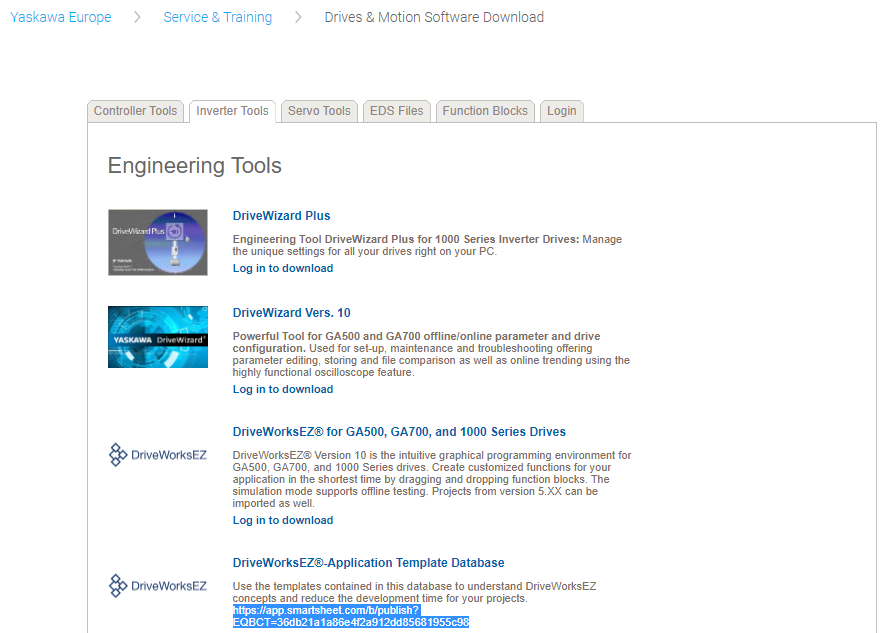 Yaskawa Europe > Service & Training > Drives & Motion Software Download
Controller Tools Inverter Tools Servo Tools EDS Files Function Blocks Login
Engineering Tools
DriveWizard Plus
DriveWizard Plus
Engineering Tool DriveWizard Plus for 1000 Series Inverter Drives: Manage
the unique settings for all your drives right on your PC.
Log in to download
YASKAWA DriveWizard
DriveWizard Vers. 10
Powerful Tool for GA500 and GA700 offline/online parameter and drive
configuration. Used for set-up, maintenance and troubleshooting offering
parameter editing, storing and file comparison as well as online trending using the
highly functional oscilloscope feature.
Log in to download
DriveWorksEZ
DriveWorksEZ® for GA500, GA700, and 1000 Series Drives
DriveWorksEZ® Version 10 is the intuitive graphical programming environment for
GA500, GA700, and 1000 Series drives. Create customized functions for your
application in the shortest time by dragging and dropping function blocks. The
simulation mode supports offline testing. Projects from version 5.XX can be
imported as well.
Log in to download
DriveWorksEZ
DriveWorksEZ®-Application Template Database
Use the templates contained in this database to understand DriveWorksEZ
concepts and reduce the development time for your projects.
https://app.smartsheet.com/b/publish?
EQBCT=36db21a1a86e4f2a912dd85681955c98